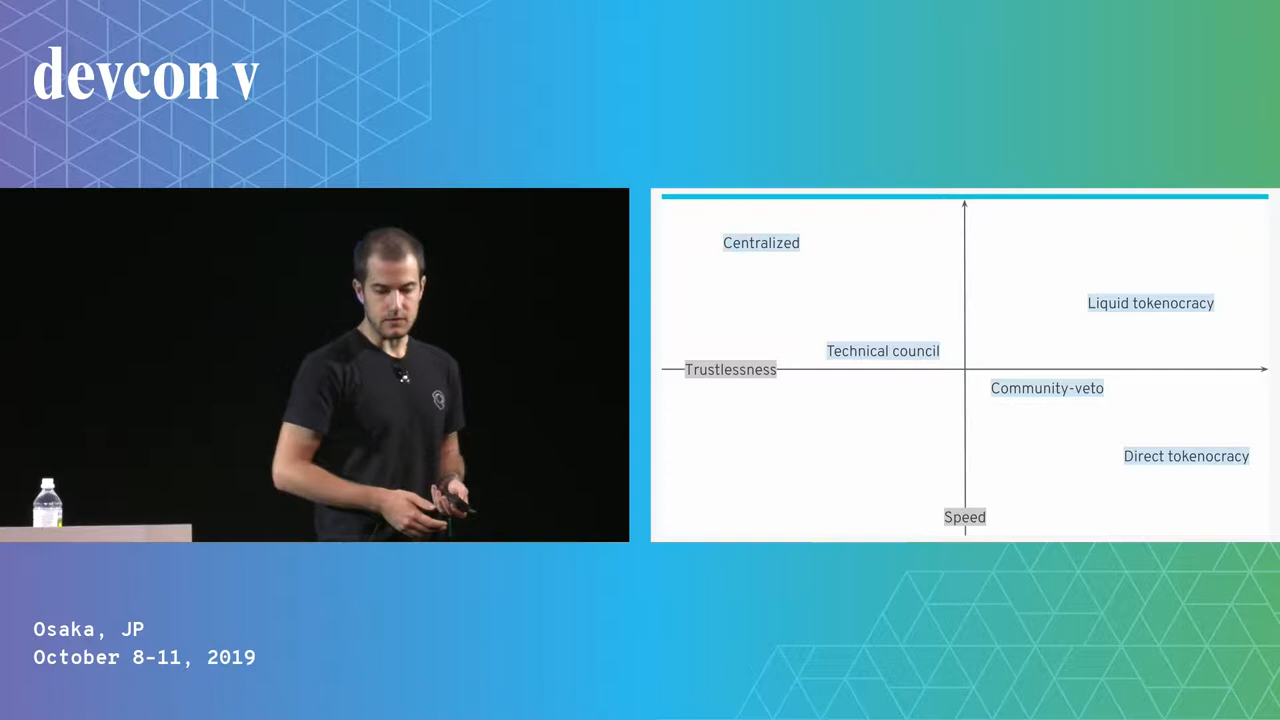 devcon v
Centralized
Liquid tokenocracy
Technical council
Trustlessness
Community-veto
Direct tokenocracy
Speed
Osaka, JP
October 8-11, 2019